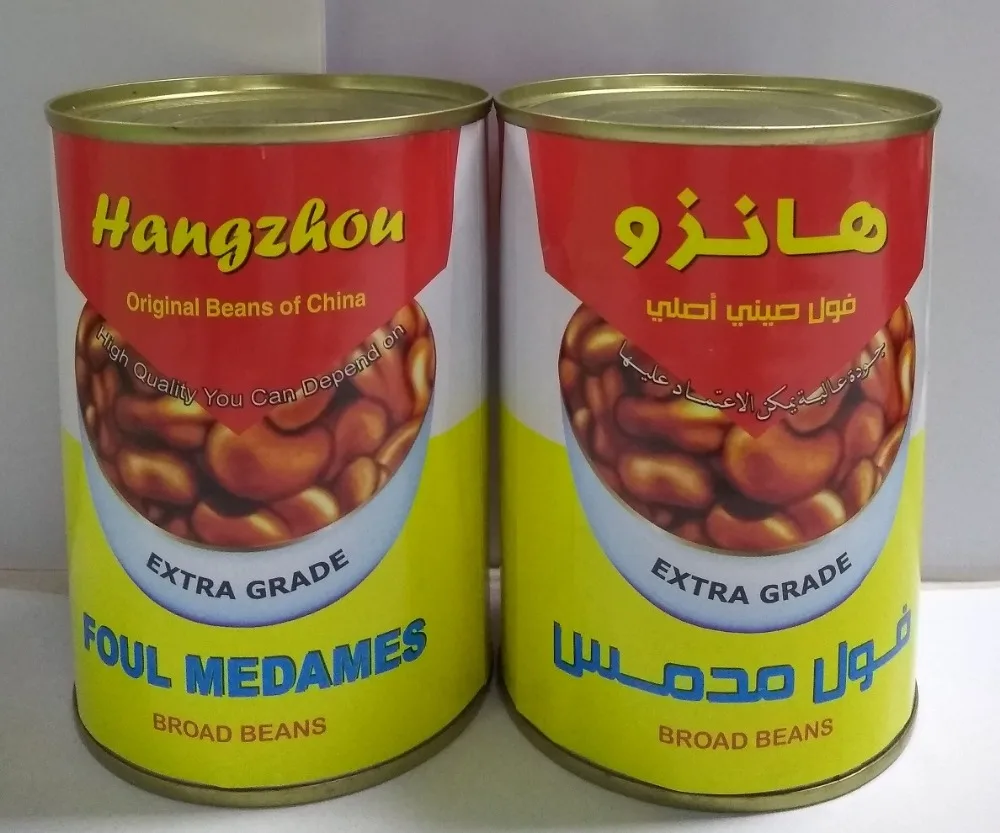 Hangzhou
Original Beans of China
High Quality You Can Depend on
EXTRA GRADE
FOUL MEDAMES
BROAD BEANS
هانزو
فول صيني أصلي
جودة عالية يمكن الاعتماد عليها
EXTRA GRADE
فول مدمس
BROAD BEANS